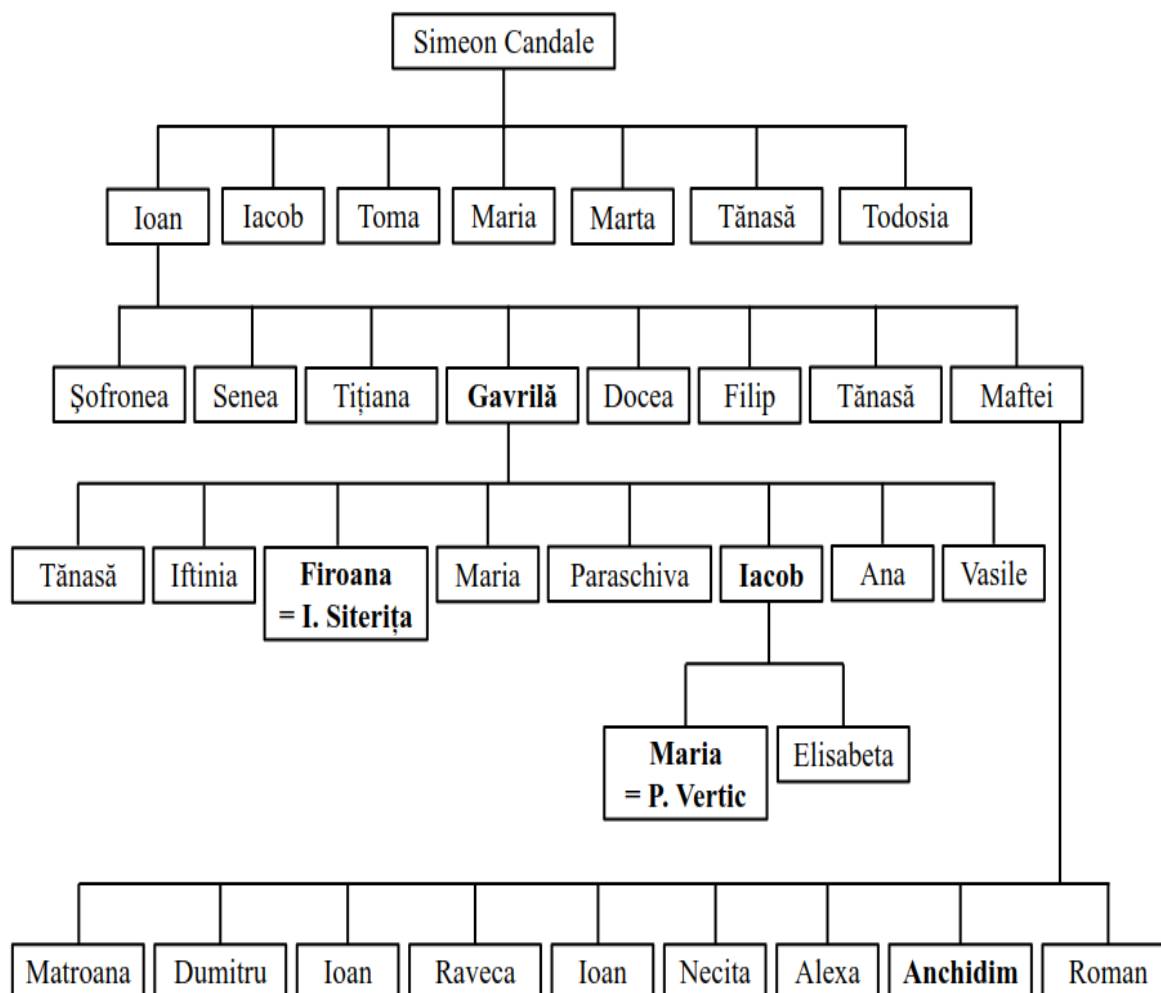 Simeon Candale
Ioan
Iacob
Toma
Maria
Marta
Tănasă
Todosia
Şofronea
Senea
Tițiana
Gavrilă
Docea
Filip
Tănasă
Maftei
Tănasă
Iftinia
Firoana
= I. Siterița
Maria
Paraschiva
Iacob
Ana
Vasile
Maria
= P. Vertic
Elisabeta
Matroana
Dumitru
Ioan
Raveca
Ioan
Necita
Alexa
Anchidim
Roman